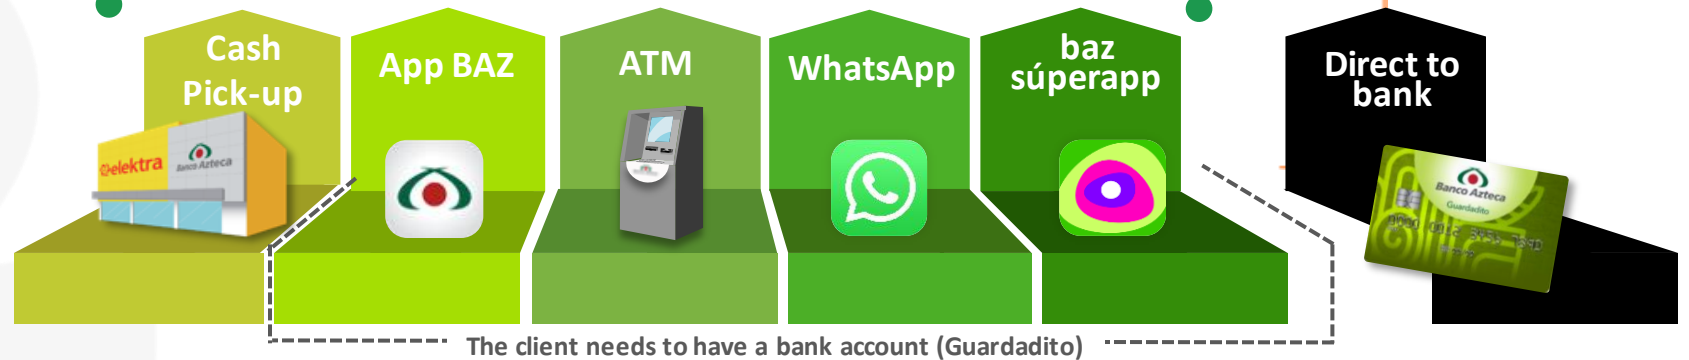 Cash
Pick-up
App BAZ
ATM
WhatsApp
baz
súperapp
Direct to
bank
elektra
Banco Azteca
Banco Azteca
Guardadito
The client needs to have a bank account (Guardadito)